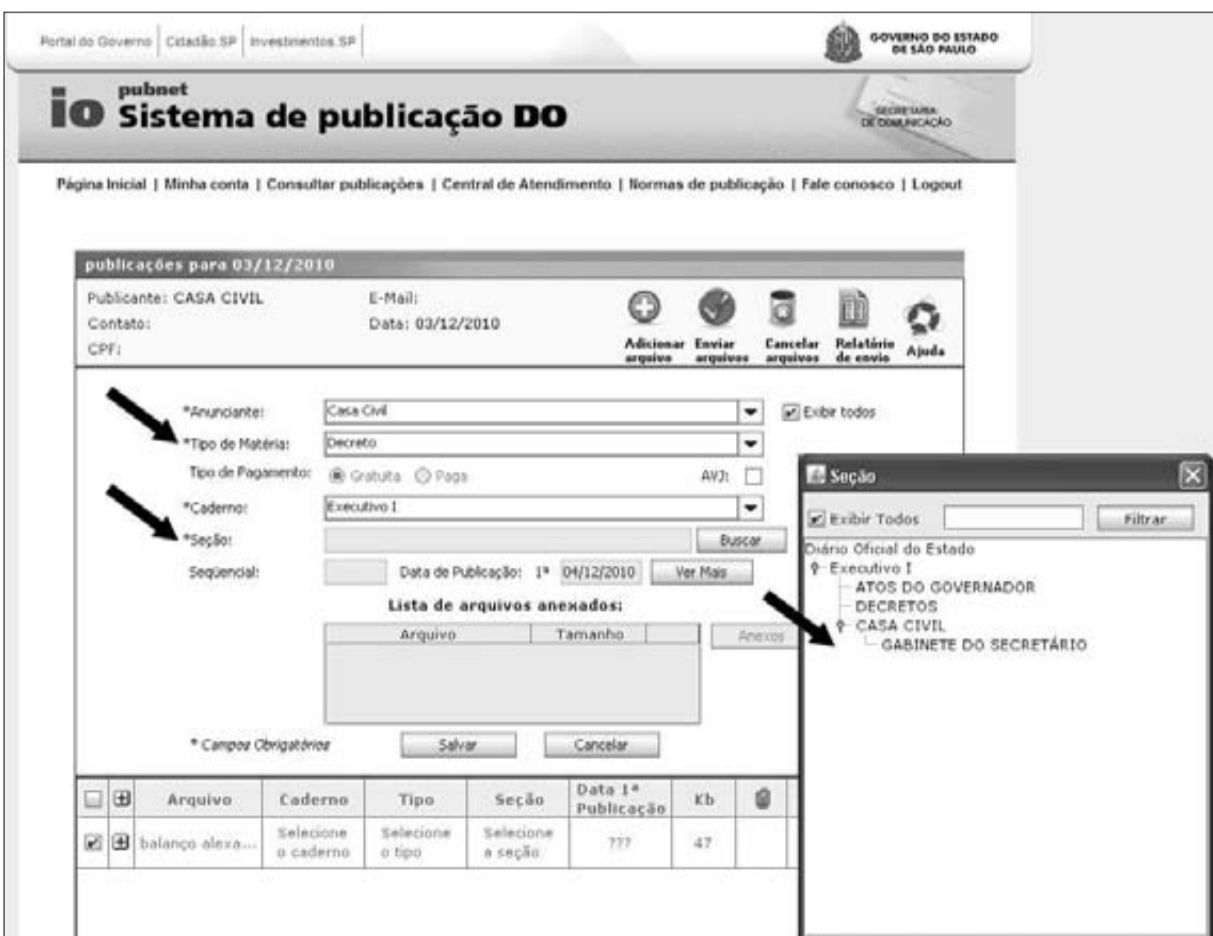 Portal do Governo | Cidadão.SP | Investimentos.SP
GOVERNO DO ESTADO
DE SÃO PAULO
io pubnet
Sistema de publicação DO
SECRETARIA
DE COMUNICAÇÃO
Página Inicial | Minha conta | Consultar publicações | Central de Atendimento | Normas de publicação | Fale conosco | Logout
publicações para 03/12/2010
Publicante: CASA CIVIL E-Mail:
Contato: Data: 03/12/2010
CPF:
Adicionar arquivo Enviar arquivos Cancelar arquivos Relatório de envio Ajuda
*Anunciante: Casa Civil Exibir todos
*Tipo de Matéria: Decreto
Tipo de Pagamento: Gratuita Paga AVJ:
*Caderno: Executivo I
*Seção: Buscar
Seqüencial: Data de Publicação: 1ª 04/12/2010 Ver Mais
Lista de arquivos anexados:
Arquivo Tamanho Anexos
* Campos Obrigatórios Salvar Cancelar
Arquivo Caderno Tipo Seção Data 1ª Publicação Kb
balanço alexa... Selecione o caderno Selecione o tipo Selecione a seção ??? 47
Seção
Exibir Todos Filtrar
Diário Oficial do Estado
Executivo I
ATOS DO GOVERNADOR
DECRETOS
CASA CIVIL
GABINETE DO SECRETÁRIO